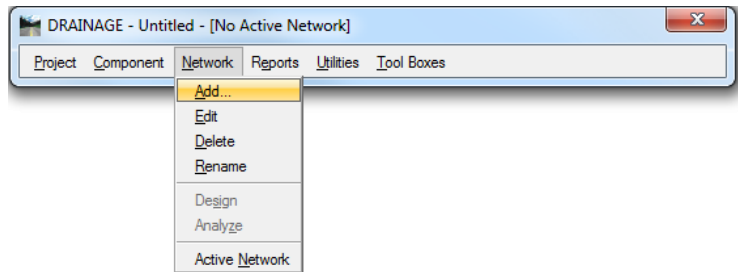 DRAINAGE - Untitled - [No Active Network]
Project Component Network Reports Utilities Tool Boxes
Add...
Edit
Delete
Rename
Design
Analyze
Active Network